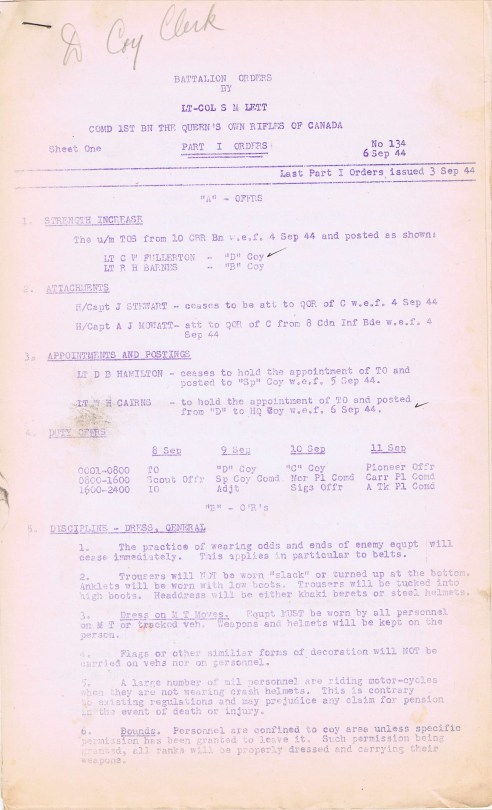 D Coy Clerk
BATTALION ORDERS
BY
LT-COL S M LETT
COMD 1ST BN THE QUEEN'S OWN RIFLES OF CANADA
Sheet One PART I ORDERS No 134
6 Sep 44
Last Part I Orders issued 3 Sep 44
"A" - OFFRS
1. STRENGTH INCREASE
The u/m TOS from 10 CBR Bn w.e.f. 4 Sep 44 and posted as shown:
LT C W FULLERTON - "D" Coy
LT R H BARNES - "B" Coy
2. ATTACHMENTS
H/Capt J STEWART - ceases to be att to QOR of C w.e.f. 4 Sep 44
H/Capt A J MOWATT - att to QOR of C from 8 Cdn Inf Bde w.e.f. 4
Sep 44
3. APPOINTMENTS AND POSTINGS
LT D B HAMILTON - ceases to hold the appointment of TO and
posted to "Sp" Coy w.e.f. 5 Sep 44.
LT H CAIRNS - to hold the appointment of TO and posted
from "D" to HQ Coy w.e.f. 6 Sep 44.
4. DUTY OFFRS
8 Sep 9 Sep 10 Sep 11 Sep
0001-0800 TO "D" Coy "C" Coy Pioneer Offr
0800-1600 Scout Offr Sp Coy Comd Mor Pl Comd Carr Pl Comd
1600-2400 IO Adjt Sigs Offr A Tk Pl Comd
"B" - O'R's
5. DISCIPLINE - DRESS, GENERAL
1. The practice of wearing odds and ends of enemy equpt will
cease immediately. This applies in particular to belts.
2. Trousers will NOT be worn "slack" or turned up at the bottom.
Anklets will be worn with low boots. Trousers will be tucked into
high boots. Headdress will be either khaki berets or steel helmets.
3. Dress on M T Moves. Equpt MUST be worn by all personnel
on M T or tracked veh. Weapons and helmets will be kept on the
person.
4. Flags or other similier forms of decoration will NOT be
carried on vehs nor on personnel.
5. A large number of mil personnel are riding motor-cycles
when they are not wearing crash helmets. This is contrary
to existing regulations and may prejudice any claim for pension
in the event of death or injury.
6. Bounds. Personnel are confined to coy area unless specific
permission has been granted to leave it. Such permission being
granted, all ranks will be properly dressed and carrying their
weapons.